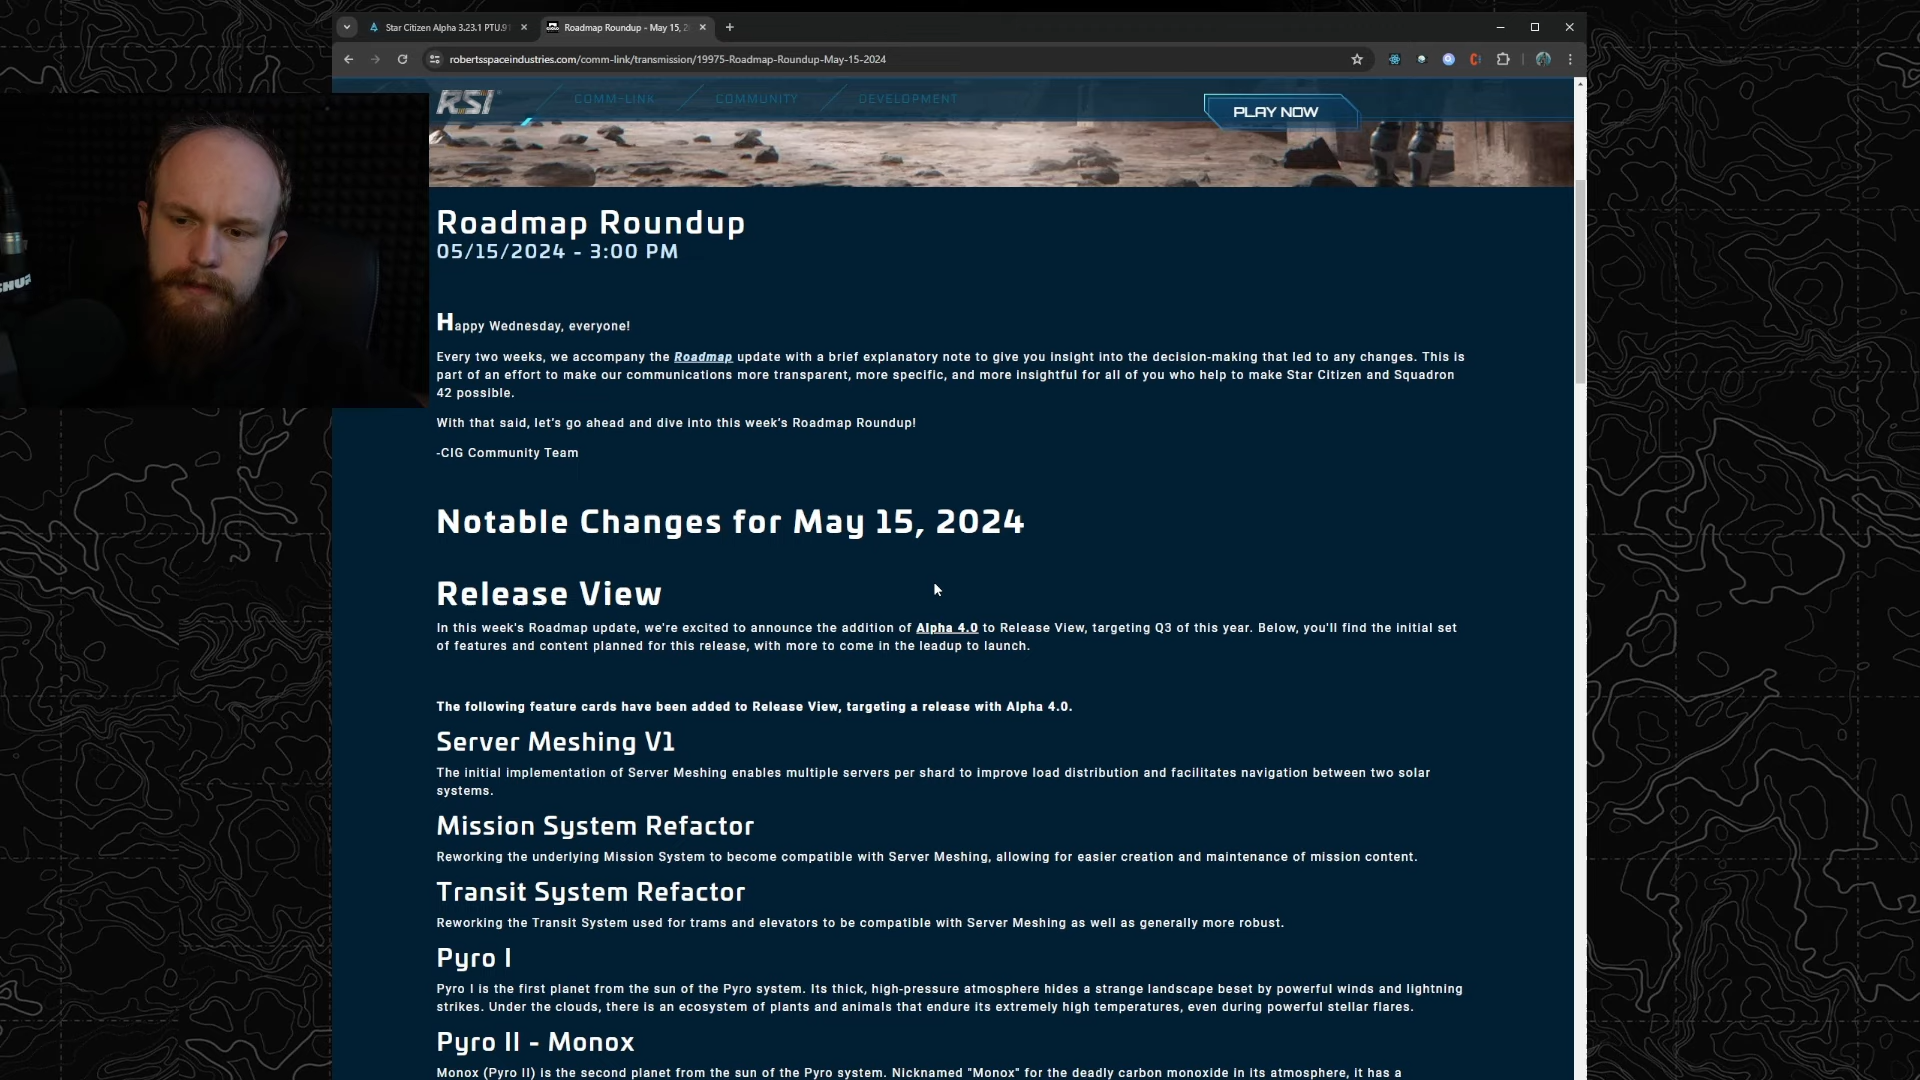 Star Citizen Alpha 3.23.1 PTU.91
Roadmap Roundup - May 15, 2
robertsspaceindustries.com/comm-link/transmission/19975-Roadmap-Roundup-May-15-2024
RSI
COMM-LINK
COMMUNITY
DEVELOPMENT
PLAY NOW
SHUR
Roadmap Roundup
05/15/2024 - 3:00 PM
Happy Wednesday, everyone!
Every two weeks, we accompany the Roadmap update with a brief explanatory note to give you insight into the decision-making that led to any changes. This is
part of an effort to make our communications more transparent, more specific, and more insightful for all of you who help to make Star Citizen and Squadron
42 possible.
With that said, let's go ahead and dive into this week's Roadmap Roundup!
-CIG Community Team
Notable Changes for May 15, 2024
Release View
In this week's Roadmap update, we're excited to announce the addition of Alpha 4.0 to Release View, targeting Q3 of this year. Below, you'll find the initial set
of features and content planned for this release, with more to come in the leadup to launch.
The following feature cards have been added to Release View, targeting a release with Alpha 4.0.
Server Meshing V1
The initial implementation of Server Meshing enables multiple servers per shard to improve load distribution and facilitates navigation between two solar
systems.
Mission System Refactor
Reworking the underlying Mission System to become compatible with Server Meshing, allowing for easier creation and maintenance of mission content.
Transit System Refactor
Reworking the Transit System used for trams and elevators to be compatible with Server Meshing as well as generally more robust.
Pyro I
Pyro I is the first planet from the sun of the Pyro system. Its thick, high-pressure atmosphere hides a strange landscape beset by powerful winds and lightning
strikes. Under the clouds, there is an ecosystem of plants and animals that endure its extremely high temperatures, even during powerful stellar flares.
Pyro II - Monox
Monox (Pyro II) is the second planet from the sun of the Pyro system. Nicknamed "Monox" for the deadly carbon monoxide in its atmosphere, it has a